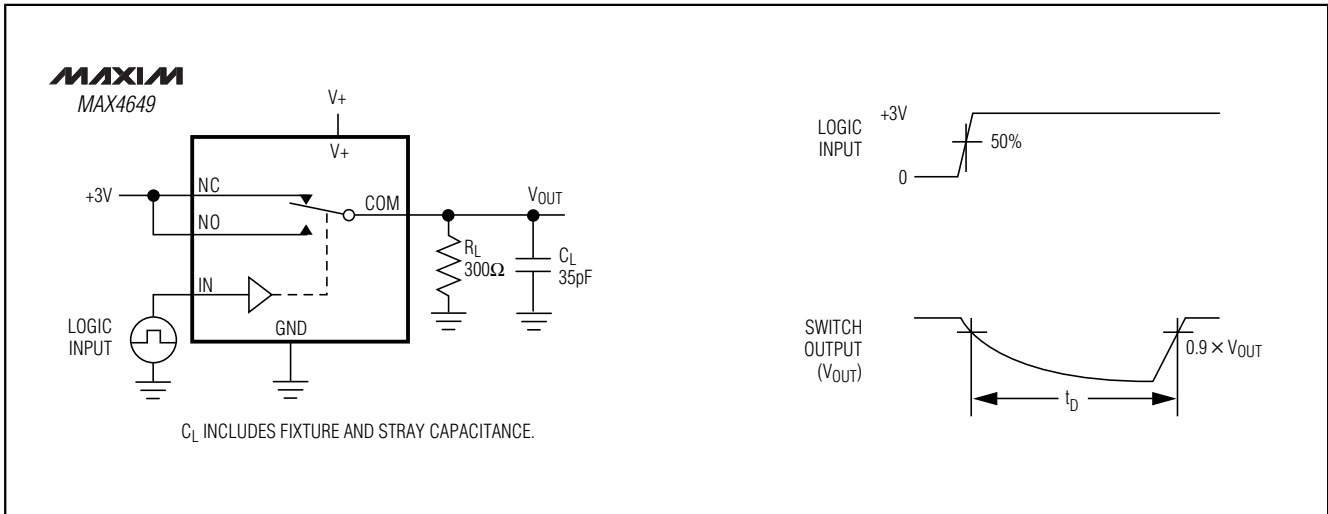 MAXIM
MAX4649
V+
V+
+3V
NC
NO
COM
VOUT
RL
300Ω
CL
35pF
IN
GND
LOGIC
INPUT
CL INCLUDES FIXTURE AND STRAY CAPACITANCE.
LOGIC
INPUT
+3V
50%
0
SWITCH
OUTPUT
(VOUT)
0.9 × VOUT
tD